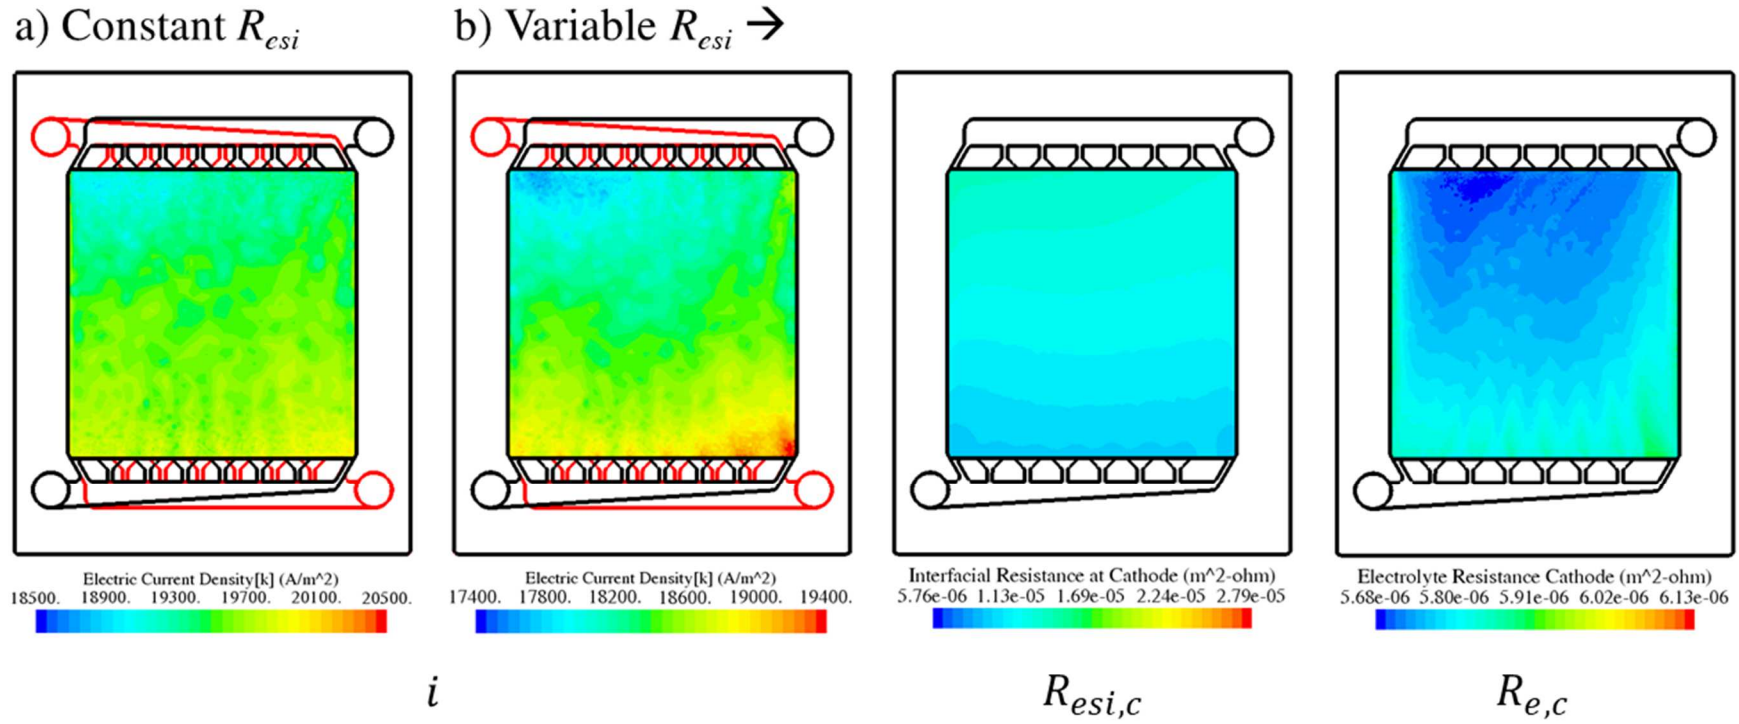 a) Constant R_esi
b) Variable R_esi →
Electric Current Density[k] (A/m^2)
18500. 18900. 19300. 19700. 20100. 20500.
Electric Current Density[k] (A/m^2)
17400. 17800. 18200. 18600. 19000. 19400.
Interfacial Resistance at Cathode (m^2-ohm)
5.76e-06 1.13e-05 1.69e-05 2.24e-05 2.79e-05
Electrolyte Resistance Cathode (m^2-ohm)
5.68e-06 5.80e-06 5.91e-06 6.02e-06 6.13e-06
i
R_esi,c
R_e,c